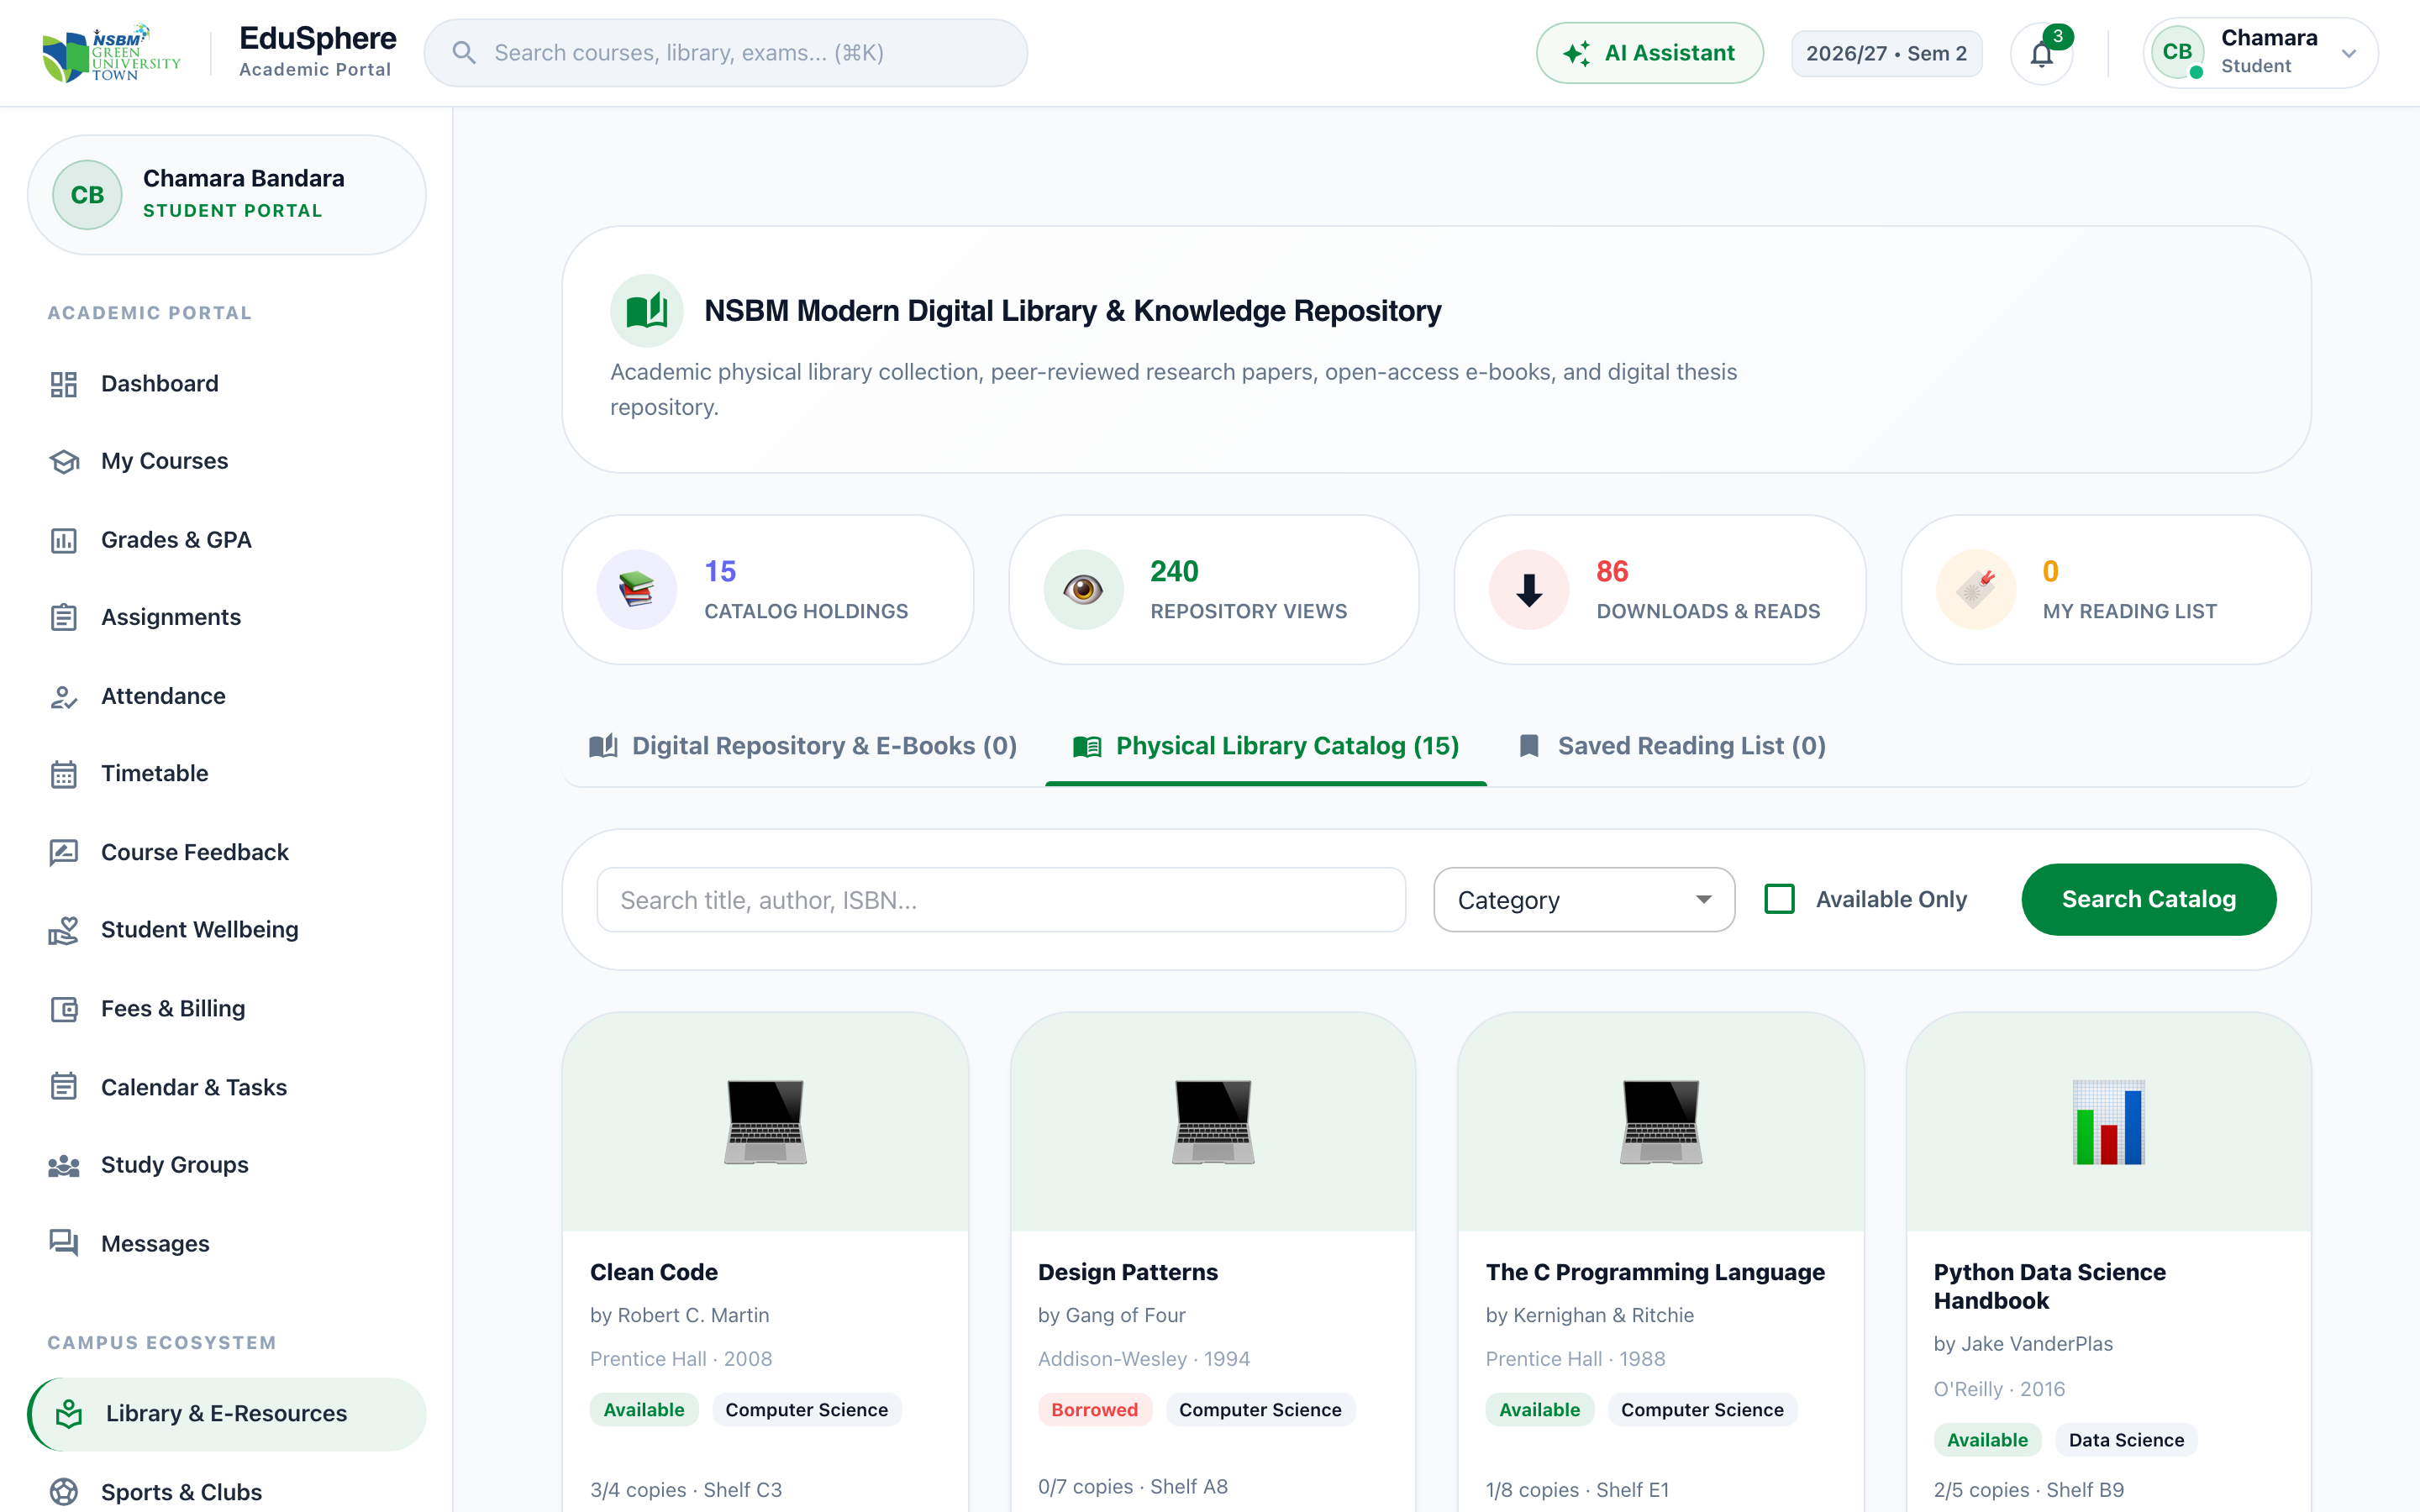 NSBM
GREEN
UNIVERSITY
TOWN
EduSphere
Academic Portal
Search courses, library, exams... (⌘K)
AI Assistant
2026/27 • Sem 2
3
CB
Chamara
Student
CB
Chamara Bandara
STUDENT PORTAL
ACADEMIC PORTAL
Dashboard
My Courses
Grades & GPA
Assignments
Attendance
Timetable
Course Feedback
Student Wellbeing
Fees & Billing
Calendar & Tasks
Study Groups
Messages
CAMPUS ECOSYSTEM
Library & E-Resources
Sports & Clubs
NSBM Modern Digital Library & Knowledge Repository
Academic physical library collection, peer-reviewed research papers, open-access e-books, and digital thesis
repository.
15
CATALOG HOLDINGS
240
REPOSITORY VIEWS
86
DOWNLOADS & READS
0
MY READING LIST
Digital Repository & E-Books (0)
Physical Library Catalog (15)
Saved Reading List (0)
Search title, author, ISBN...
Category
Available Only
Search Catalog
Clean Code
by Robert C. Martin
Prentice Hall · 2008
Available
Computer Science
3/4 copies · Shelf C3
Design Patterns
by Gang of Four
Addison-Wesley · 1994
Borrowed
Computer Science
0/7 copies · Shelf A8
The C Programming Language
by Kernighan & Ritchie
Prentice Hall · 1988
Available
Computer Science
1/8 copies · Shelf E1
Python Data Science
Handbook
by Jake VanderPlas
O'Reilly · 2016
Available
Data Science
2/5 copies · Shelf B9